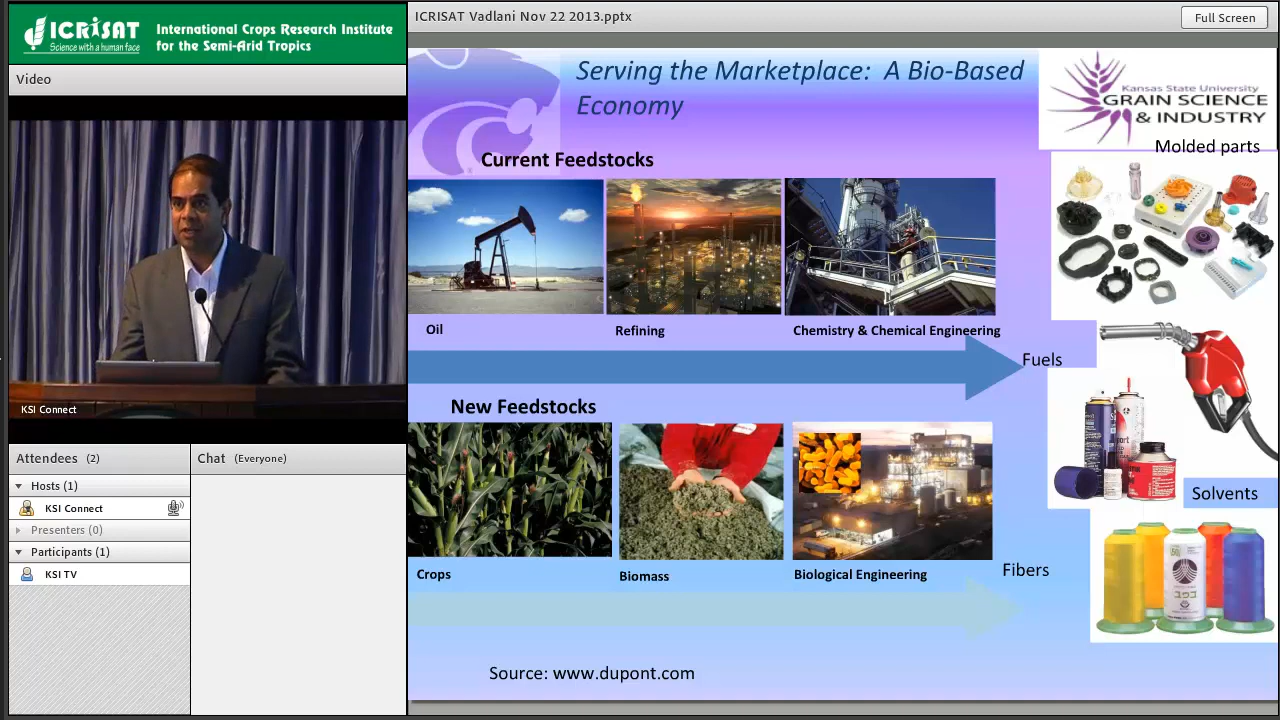 ICRISAT
Science with a human face
International Crops Research Institute
for the Semi-Arid Tropics
Video
KSI Connect
Attendees (2)
Hosts (1)
KSI Connect
Presenters (0)
Participants (1)
KSI TV
Chat (Everyone)
ICRISAT Vadlani Nov 22 2013.pptx
Full Screen
Serving the Marketplace: A Bio-Based
Economy
Kansas State University
GRAIN SCIENCE
& INDUSTRY
Molded parts
Current Feedstocks
Oil
Refining
Chemistry & Chemical Engineering
Fuels
New Feedstocks
Solvents
Crops
Biomass
Biological Engineering
Fibers
Source: www.dupont.com